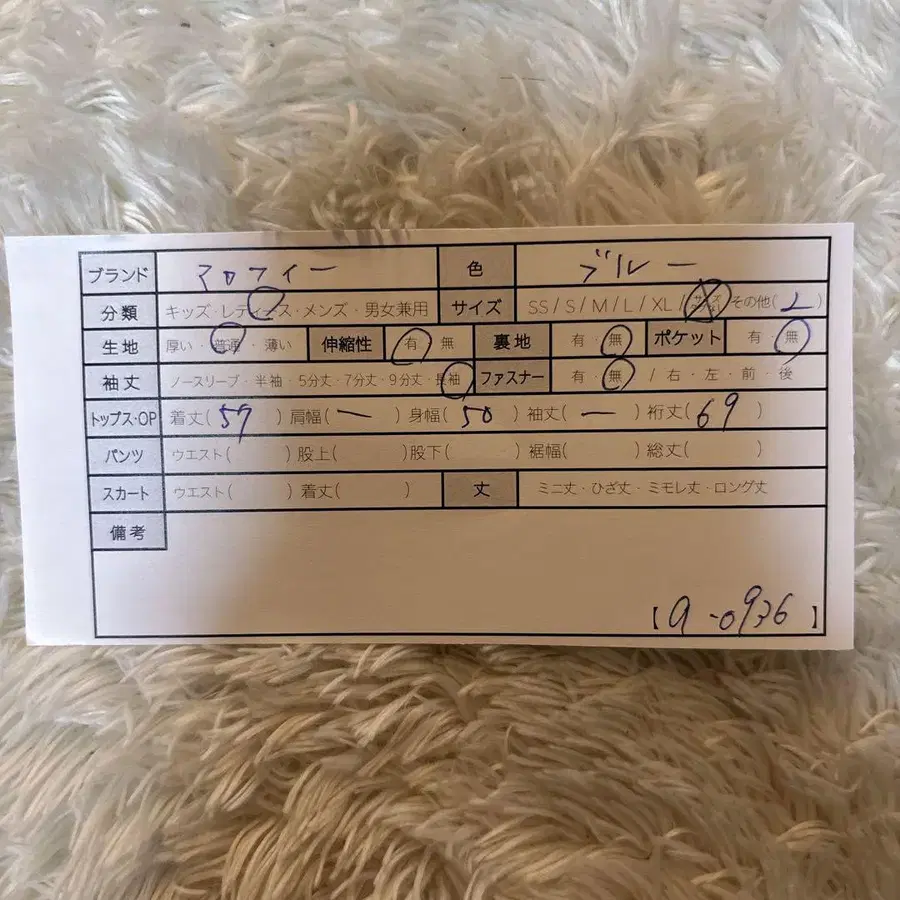 ブランド マカフィー 色 ブルー
分類 キッズ・レディース・メンズ・男女兼用 サイズ SS / S / M / L / XL / その他( L )
生地 厚い・普通・薄い 伸縮性 有・無 裏地 有・無 ポケット 有・無
袖丈 ノースリーブ・半袖・5分丈・7分丈・9分丈・長袖 ファスナー 有・無 / 右・左・前・後
トップス・OP 着丈( 57 ) 肩幅( ー ) 身幅( 50 ) 袖丈( ー ) 裄丈( 69 )
パンツ ウエスト( ) 股上( ) 股下( ) 裾幅( ) 総丈( )
スカート ウエスト( ) 着丈( ) 丈 ミニ丈・ひざ丈・ミモレ丈・ロング丈
備考
【a-0936】